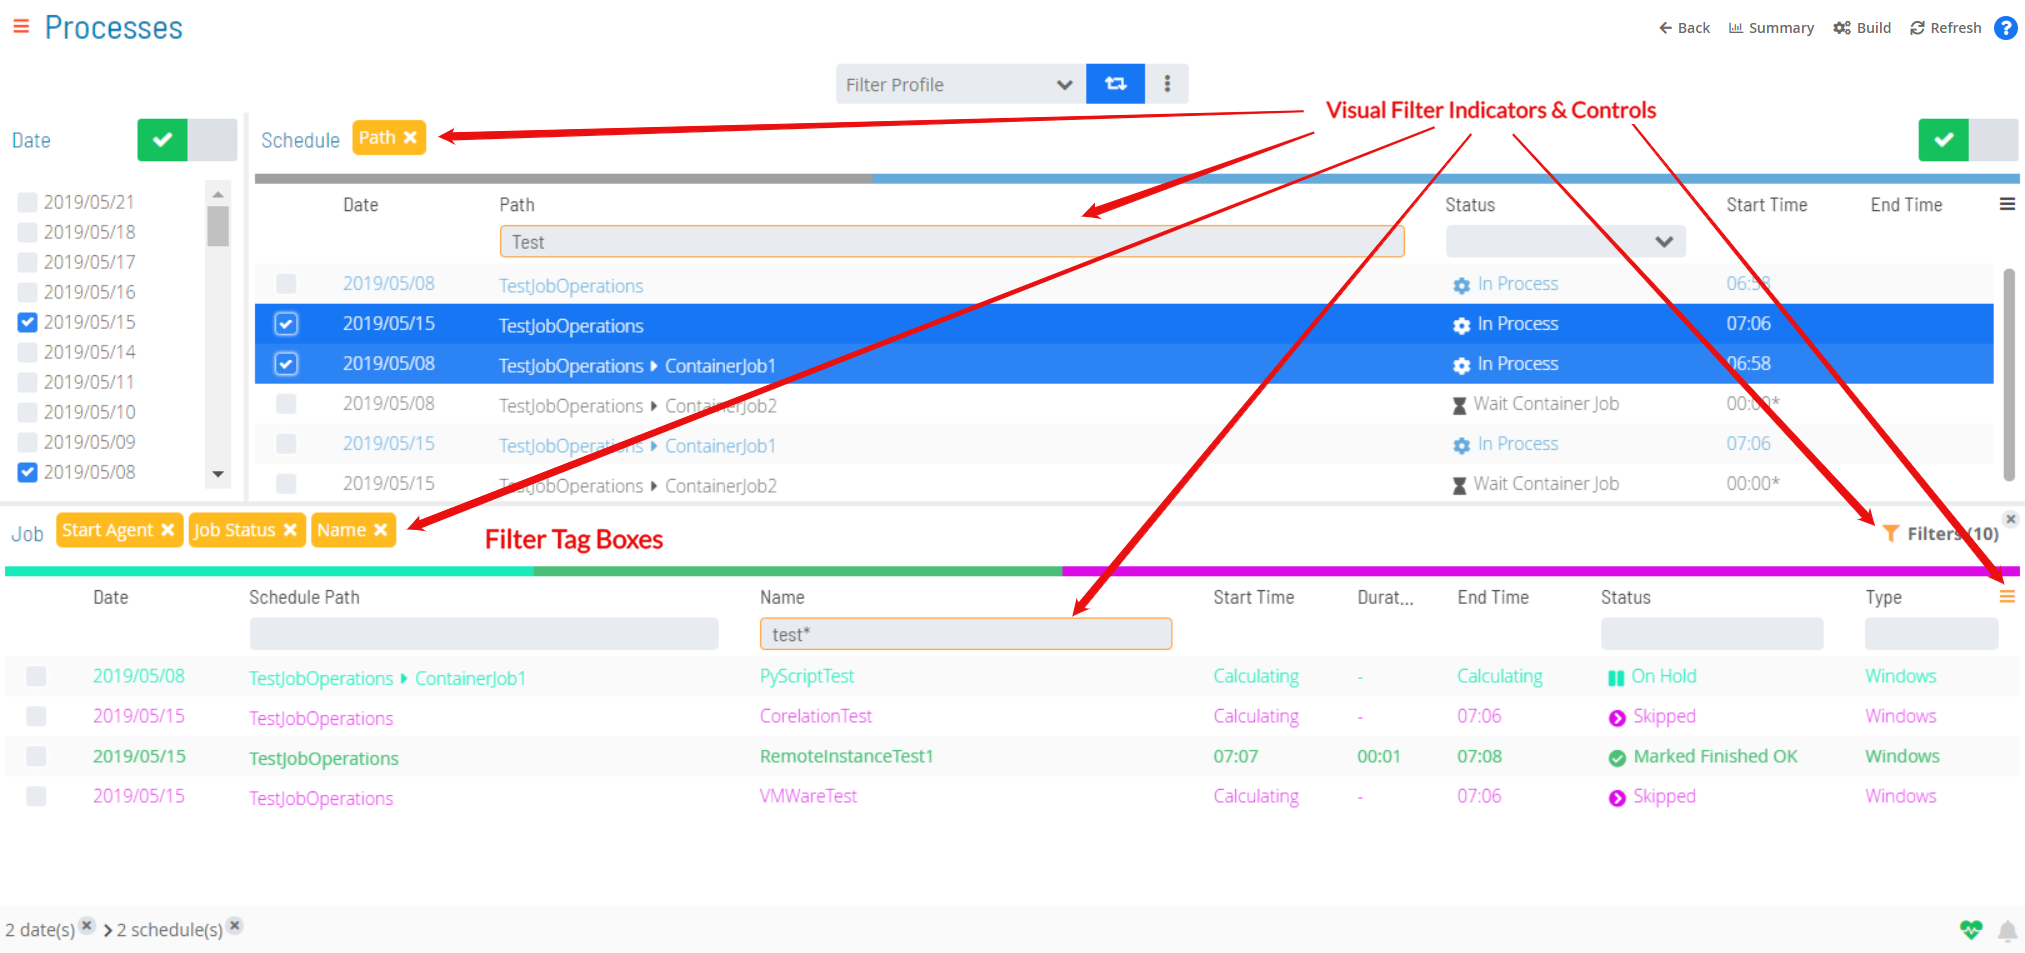 Processes
Back Summary Build Refresh ?
Filter Profile
Visual Filter Indicators & Controls
Date
Schedule Path
2019/05/21
2019/05/18
2019/05/17
2019/05/16
2019/05/15
2019/05/14
2019/05/11
2019/05/10
2019/05/09
2019/05/08
Date Path Status Start Time End Time
Test
2019/05/08 TestJobOperations In Process 06:58
2019/05/15 TestJobOperations In Process 07:06
2019/05/08 TestJobOperations ContainerJob1 In Process 06:58
2019/05/08 TestJobOperations ContainerJob2 Wait Container Job 00:00*
2019/05/15 TestJobOperations ContainerJob1 In Process 07:06
2019/05/15 TestJobOperations ContainerJob2 Wait Container Job 00:00*
Job Start Agent Job Status Name
Filter Tag Boxes
Filters (10)
Date Schedule Path Name Start Time Durat... End Time Status Type
test*
2019/05/08 TestJobOperations ContainerJob1 PyScriptTest Calculating - Calculating On Hold Windows
2019/05/15 TestJobOperations CorelationTest Calculating - 07:06 Skipped Windows
2019/05/15 TestJobOperations RemoteInstanceTest1 07:07 00:01 07:08 Marked Finished OK Windows
2019/05/15 TestJobOperations VMWareTest Calculating - 07:06 Skipped Windows
2 date(s) 2 schedule(s)